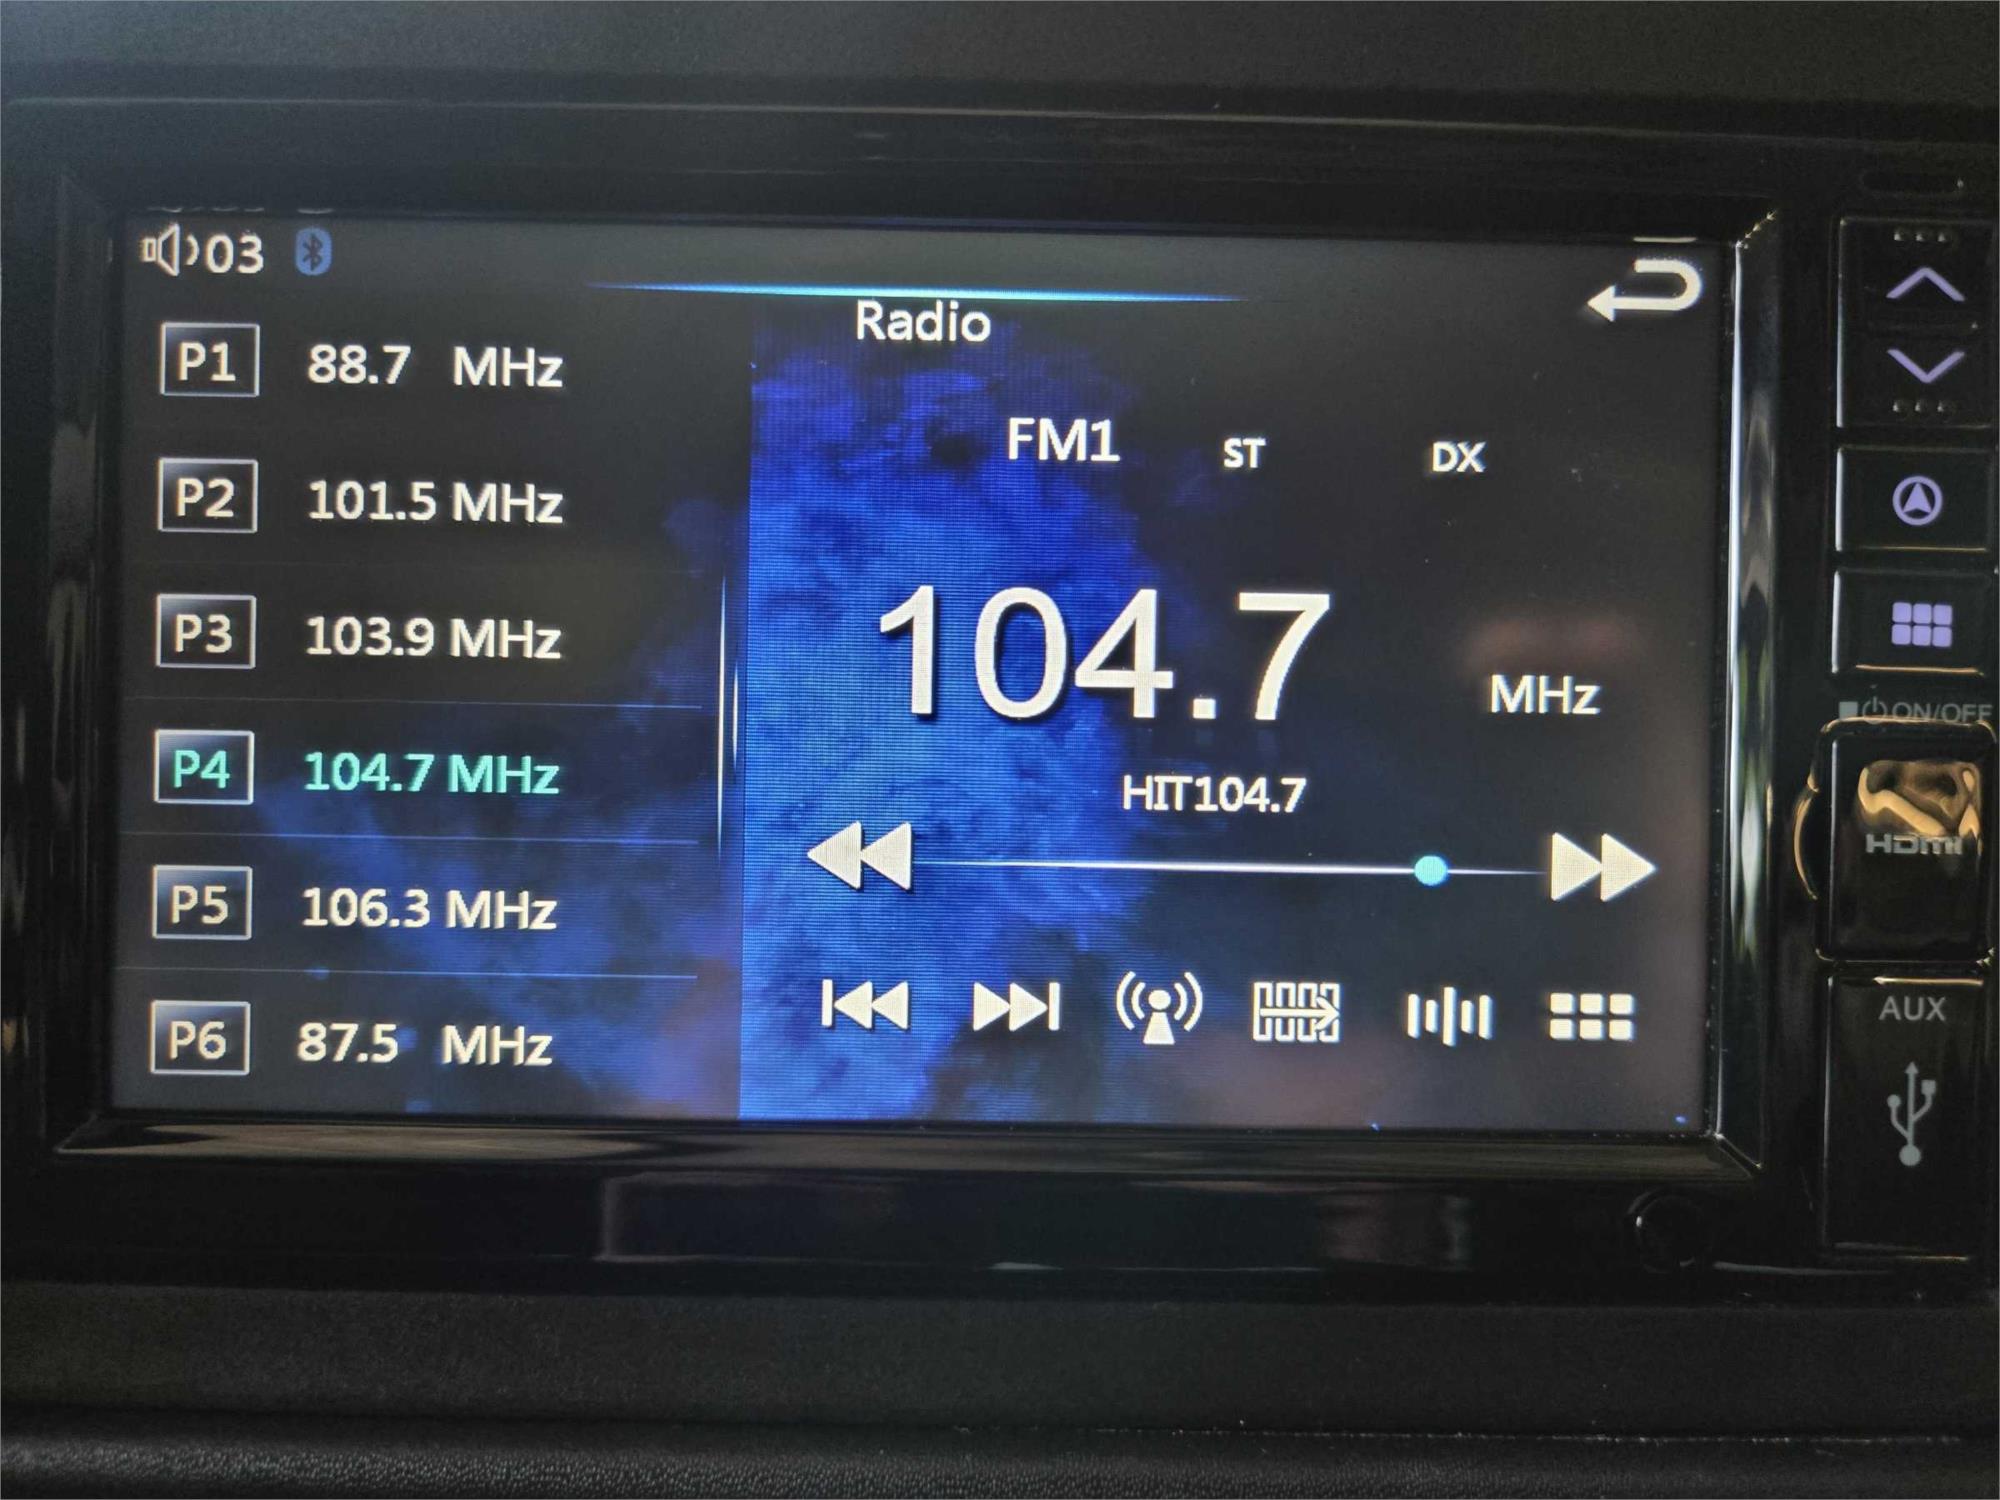 03
Radio
P1 88.7 MHz
P2 101.5 MHz
P3 103.9 MHz
P4 104.7 MHz
P5 106.3 MHz
P6 87.5 MHz
FM1 ST DX
104.7 MHz
HIT104.7
ON/OFF
HDMI
AUX